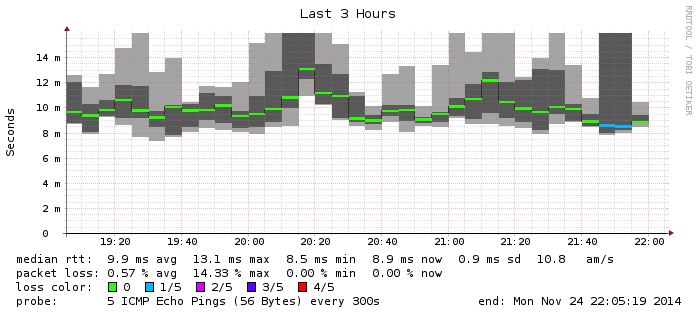 Last 3 Hours
RRDTOOL / TOBI OETIKER
Seconds
14 m
12 m
10 m
8 m
6 m
4 m
2 m
0
19:20 19:40 20:00 20:20 20:40 21:00 21:20 21:40 22:00
median rtt: 9.9 ms avg 13.1 ms max 8.5 ms min 8.9 ms now 0.9 ms sd 10.8 am/s
packet loss: 0.57 % avg 14.33 % max 0.00 % min 0.00 % now
loss color: 0 1/5 2/5 3/5 4/5
probe: 5 ICMP Echo Pings (56 Bytes) every 300s end: Mon Nov 24 22:05:19 2014